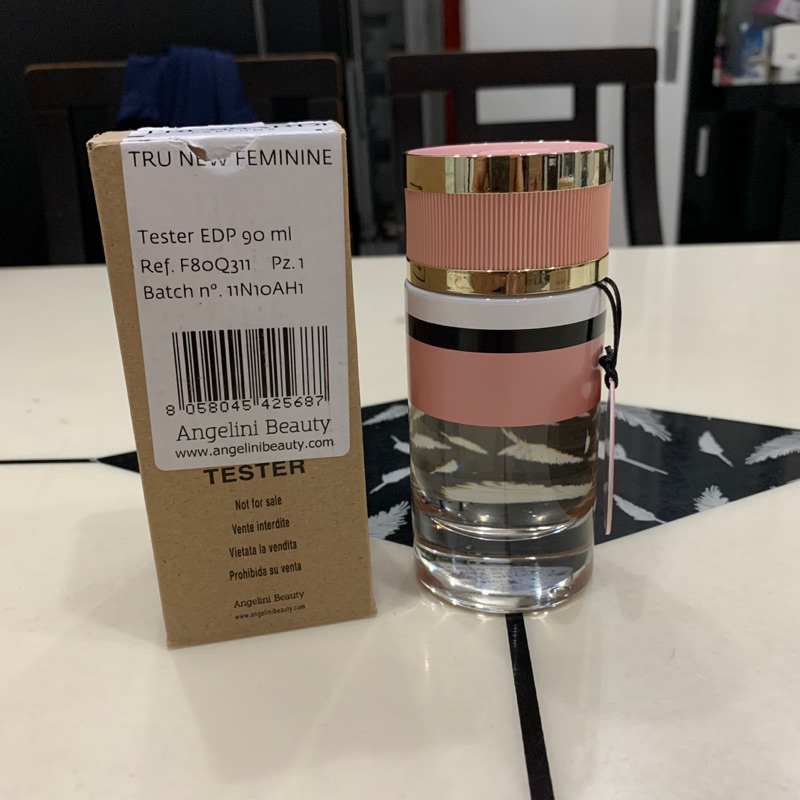 TRU NEW FEMININE
Tester EDP 90 ml
Ref. F80Q311 Pz. 1
Batch n°. 11N10AH1
8 058045 425687
Angelini Beauty
www.angelinibeauty.com
TESTER
Not for sale
Vente interdite
Vietata la vendita
Prohibida su venta
Angelini Beauty
www.angelinibeauty.com